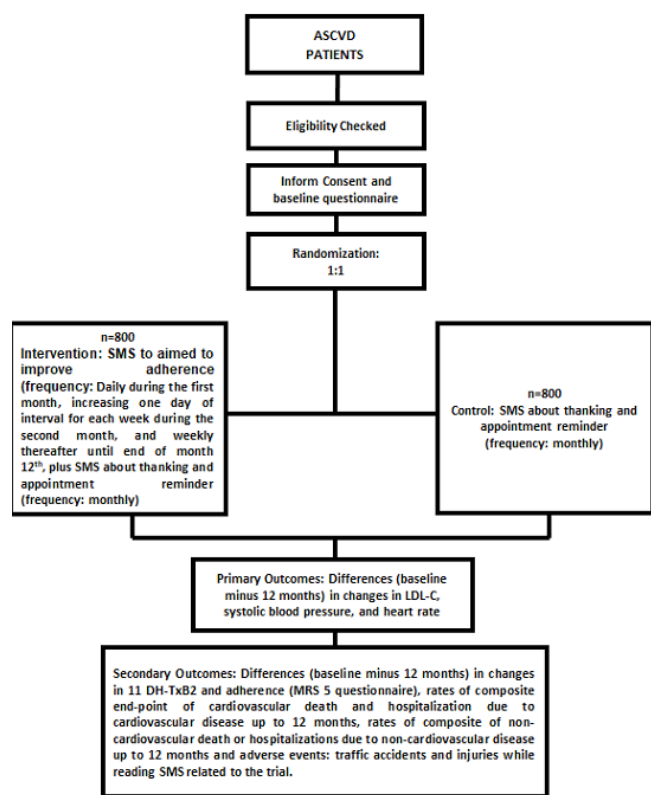 ASCVD
PATIENTS
Eligibility Checked
Inform Consent and
baseline questionnaire
Randomization:
1:1
n=800
Intervention: SMS to aimed to
improve adherence
(frequency: Daily during the first
month, increasing one day of
interval for each week during the
second month, and weekly
thereafter until end of month
12th, plus SMS about thanking and
appointment reminder
(frequency: monthly)
n=800
Control: SMS about thanking and
appointment reminder
(frequency: monthly)
Primary Outcomes: Differences (baseline
minus 12 months) in changes in LDL-C,
systolic blood pressure, and heart rate
Secondary Outcomes: Differences (baseline minus 12 months) in changes
in 11 DH-TxB2 and adherence (MRS 5 questionnaire), rates of composite
end-point of cardiovascular death and hospitalization due to
cardiovascular disease up to 12 months, rates of composite of non-
cardiovascular death or hospitalizations due to non-cardiovascular disease
up to 12 months and adverse events: traffic accidents and injuries while
reading SMS related to the trial.